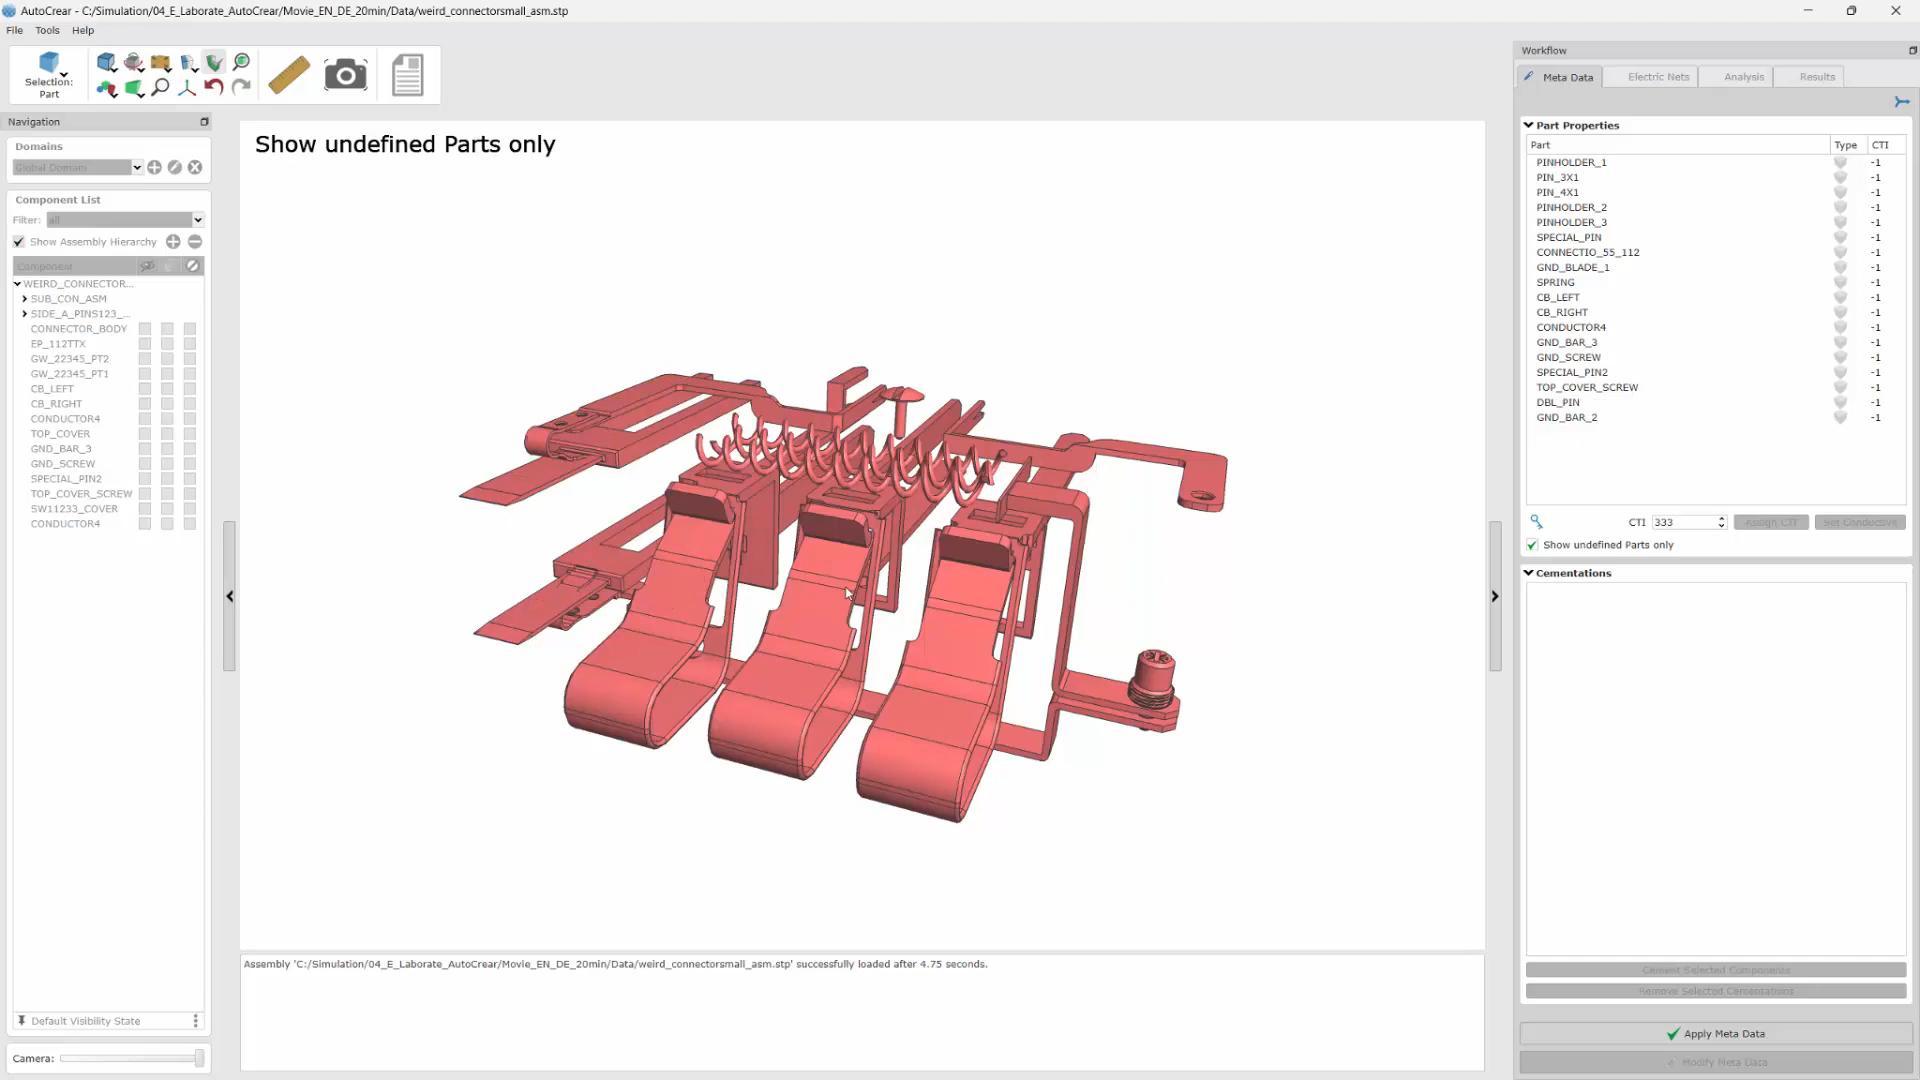 AutoCrear - C:/Simulation/04_E_Laborate_AutoCrear/Movie_EN_DE_20min/Data/weird_connectorsmall_asm.stp
File Tools Help
Selection:
Part
Navigation
Domains
Global Domain
Component List
Filter: all
Show Assembly Hierarchy
Component
WEIRD_CONNECTOR...
SUB_CON_ASM
SIDE_A_PINS123_...
CONNECTOR_BODY
EP_112TTX
GW_22345_PT2
GW_22345_PT1
CB_LEFT
CB_RIGHT
CONDUCTOR4
TOP_COVER
GND_BAR_3
GND_SCREW
SPECIAL_PIN2
TOP_COVER_SCREW
SW11233_COVER
CONDUCTOR4
Default Visibility State
Camera:
Show undefined Parts only
Assembly 'C:/Simulation/04_E_Laborate_AutoCrear/Movie_EN_DE_20min/Data/weird_connectorsmall_asm.stp' successfully loaded after 4.75 seconds.
Workflow
Meta Data Electric Nets Analysis Results
Part Properties
Part Type CTI
PINHOLDER_1 -1
PIN_3X1 -1
PIN_4X1 -1
PINHOLDER_2 -1
PINHOLDER_3 -1
SPECIAL_PIN -1
CONNECTIO_55_112 -1
GND_BLADE_1 -1
SPRING -1
CB_LEFT -1
CB_RIGHT -1
CONDUCTOR4 -1
GND_BAR_3 -1
GND_SCREW -1
SPECIAL_PIN2 -1
TOP_COVER_SCREW -1
DBL_PIN -1
GND_BAR_2 -1
CTI 333 Assign CTI Set Conductive
Show undefined Parts only
Cementations
Cement Selected Components
Remove Selected Cementations
Apply Meta Data
Modify Meta Data